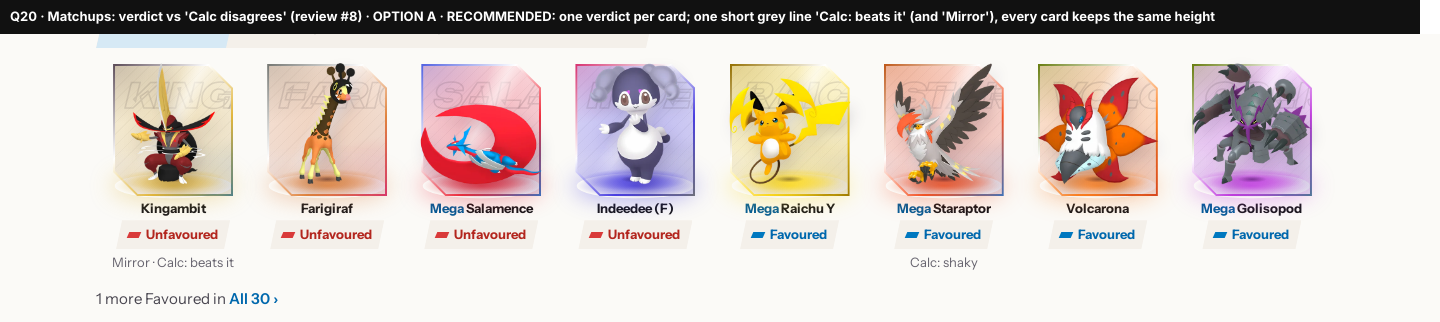 Q20 · Matchups: verdict vs 'Calc disagrees' (review #8) · OPTION A · RECOMMENDED: one verdict per card; one short grey line 'Calc: beats it' (and 'Mirror'), every card keeps the same height
Kingambit Farigiraf Mega Salamence Indeedee (F) Mega Raichu Y Mega Staraptor Volcarona Mega Golisopod
Unfavoured Unfavoured Unfavoured Unfavoured Favoured Favoured Favoured Favoured
Mirror · Calc: beats it Calc: shaky
1 more Favoured in All 30 ›